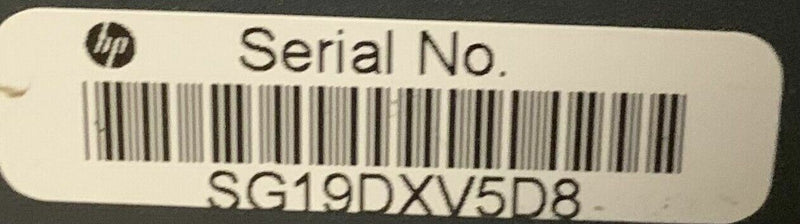 hp Serial No.
SG19DXV5D8